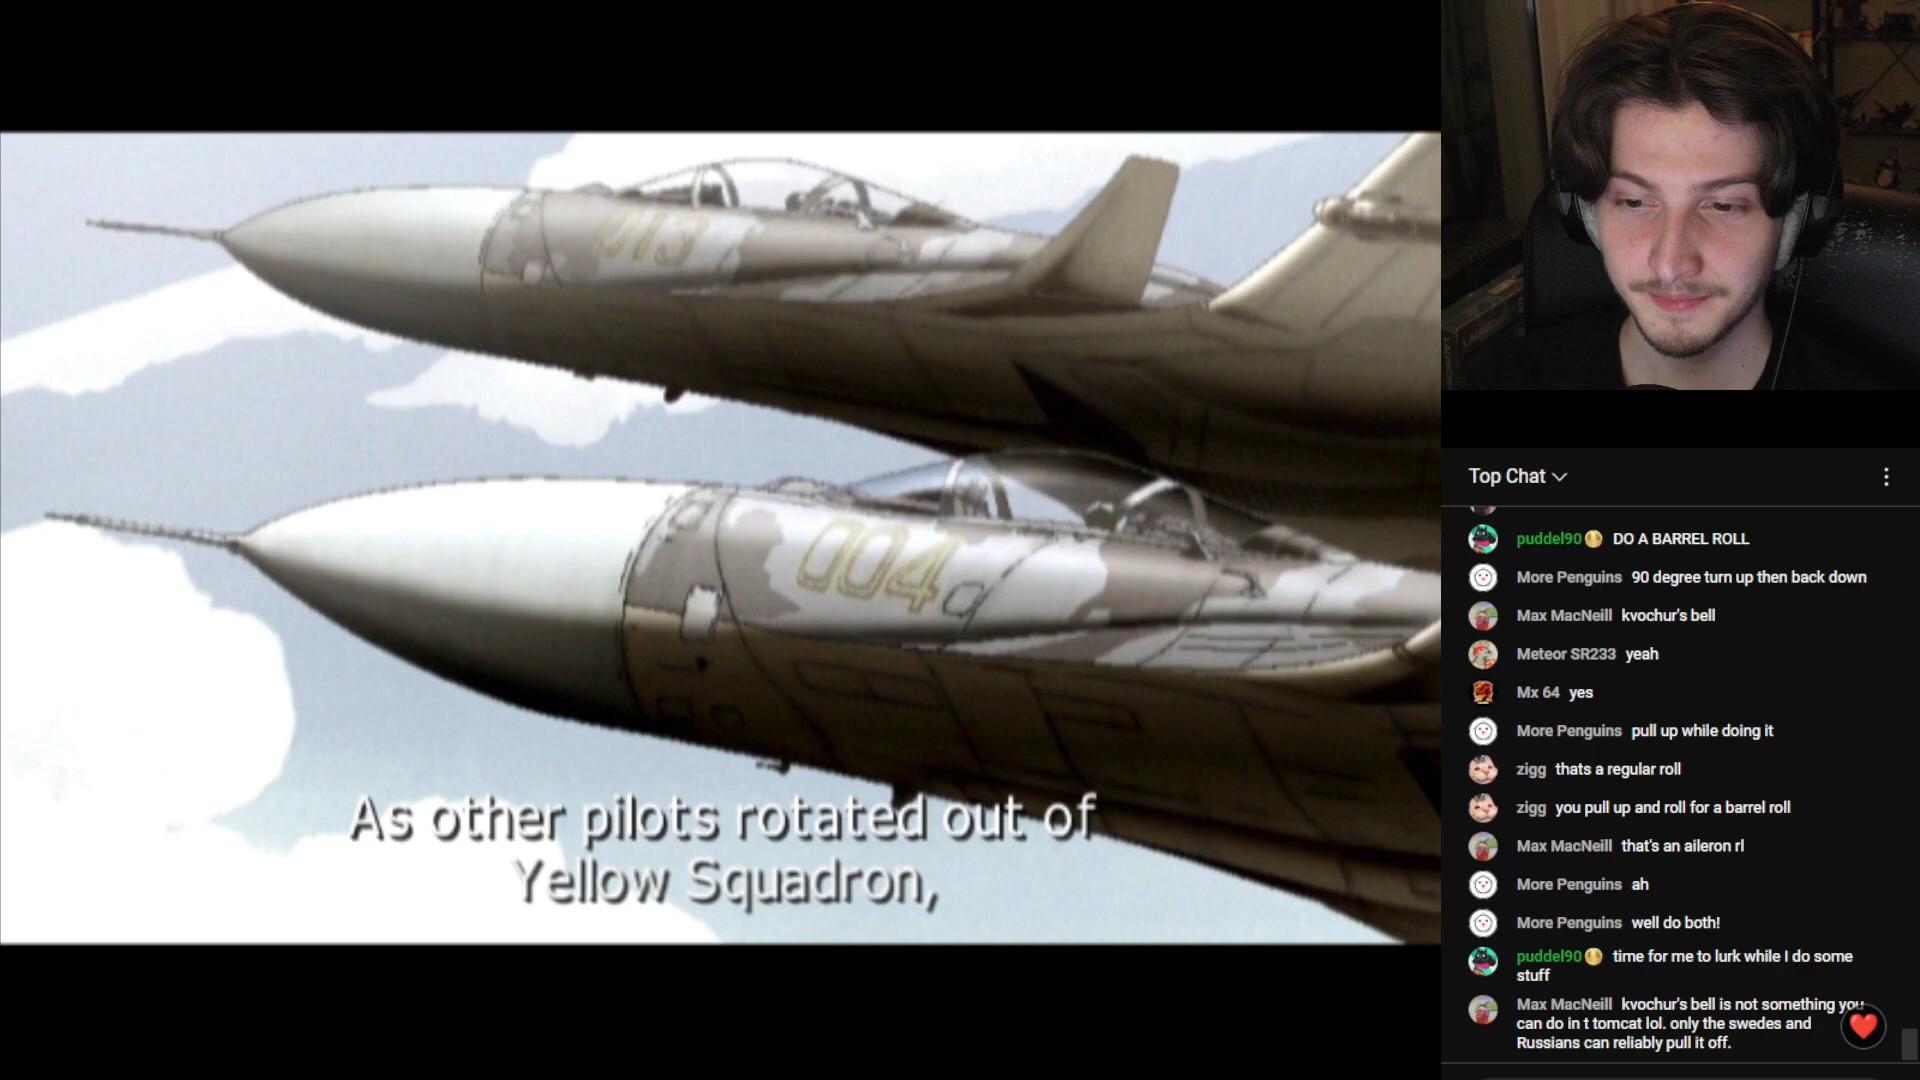 013
004
As other pilots rotated out of
Yellow Squadron,
Top Chat
puddel90 DO A BARREL ROLL
More Penguins 90 degree turn up then back down
Max MacNeill kvochur's bell
Meteor SR233 yeah
Mx 64 yes
More Penguins pull up while doing it
zigg thats a regular roll
zigg you pull up and roll for a barrel roll
Max MacNeill that's an aileron rl
More Penguins ah
More Penguins well do both!
puddel90 time for me to lurk while I do some
stuff
Max MacNeill kvochur's bell is not something you
can do in t tomcat lol. only the swedes and
Russians can reliably pull it off.